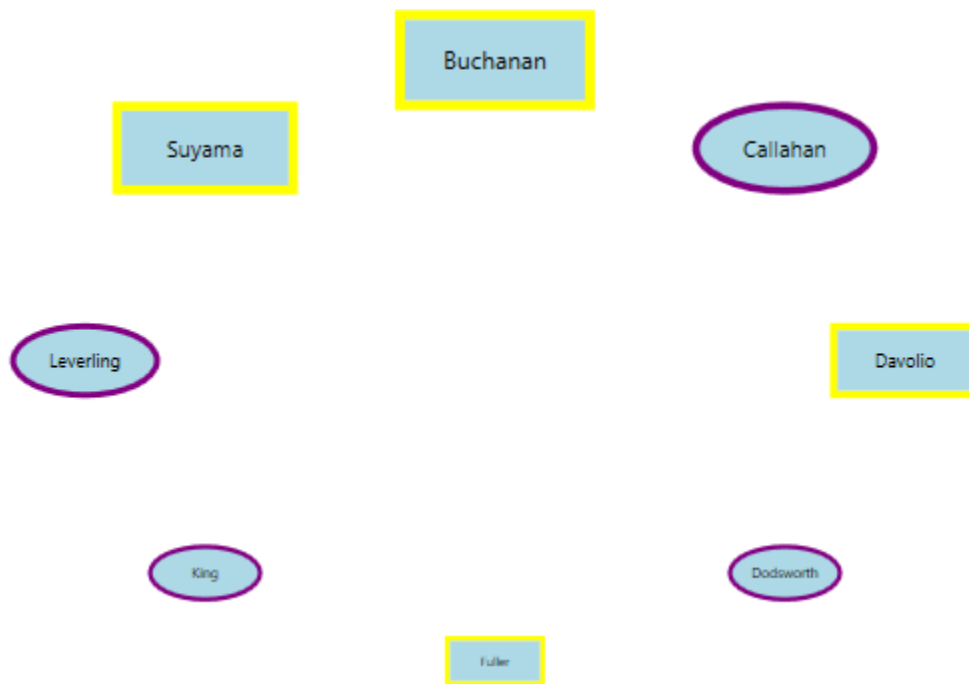 Buchanan
Suyama
Callahan
Leverling
Davolio
King
Dodsworth
Fuller